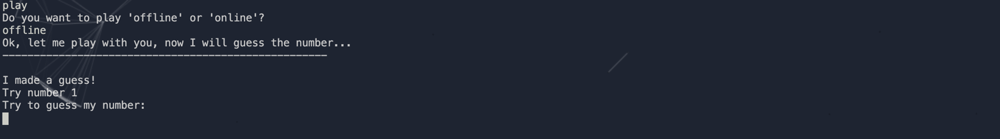 play
Do you want to play 'offline' or 'online'?
offline
Ok, let me play with you, now I will guess the number...
----------------------------------------------------
I made a guess!
Try number 1
Try to guess my number: